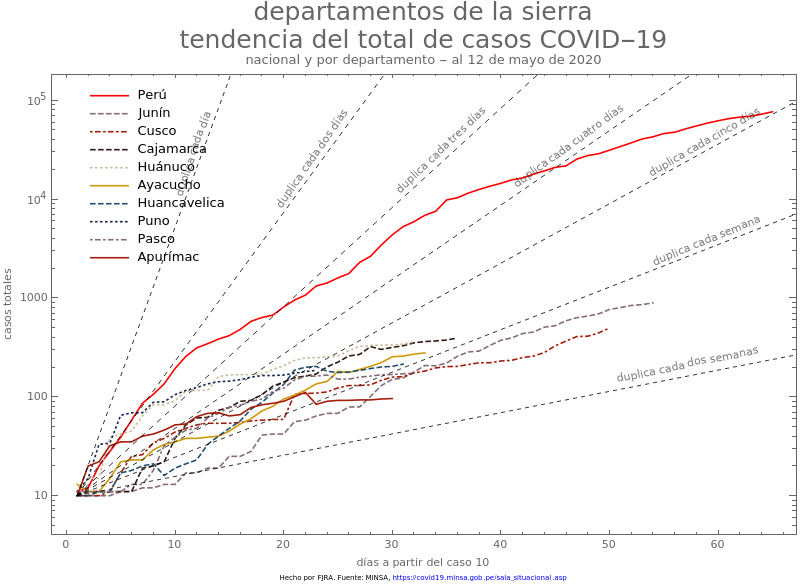 departamentos de la sierra
tendencia del total de casos COVID−19
nacional y por departamento − al 12 de mayo de 2020
casos totales
10^5
10^4
1000
100
10
Perú
Junín
Cusco
Cajamarca
Huánuco
Ayacucho
Huancavelica
Puno
Pasco
Apurímac
duplica cada día
duplica cada dos días
duplica cada tres días
duplica cada cuatro días
duplica cada cinco días
duplica cada semana
duplica cada dos semanas
0 10 20 30 40 50 60
días a partir del caso 10
Hecho por FJRA. Fuente: MINSA, https://covid19.minsa.gob.pe/sala_situacional.asp